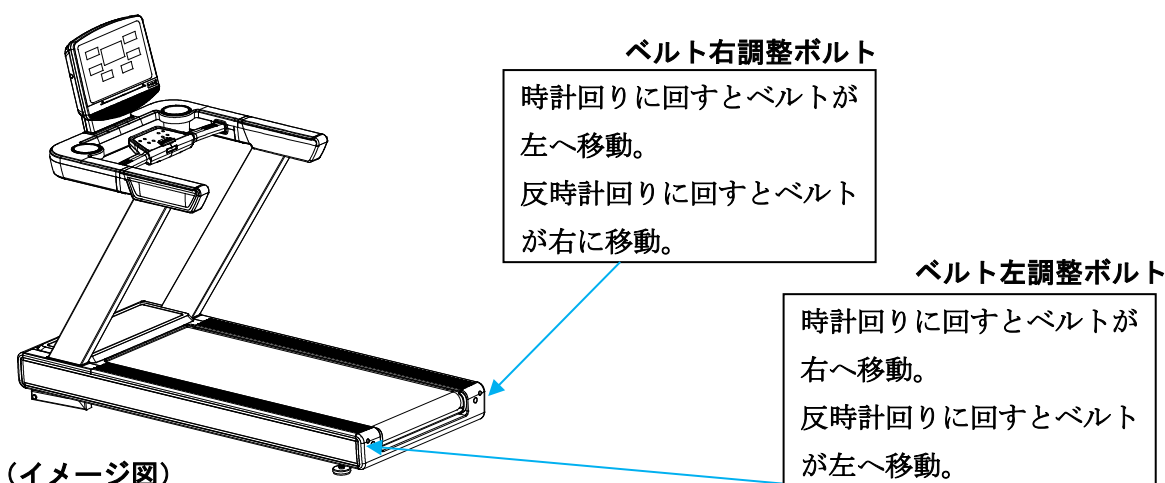 ベルト右調整ボルト
時計回りに回すとベルトが
左へ移動。
反時計回りに回すとベルト
が右に移動。
ベルト左調整ボルト
時計回りに回すとベルトが
右へ移動。
反時計回りに回すとベルト
が左へ移動。
（イメージ図）